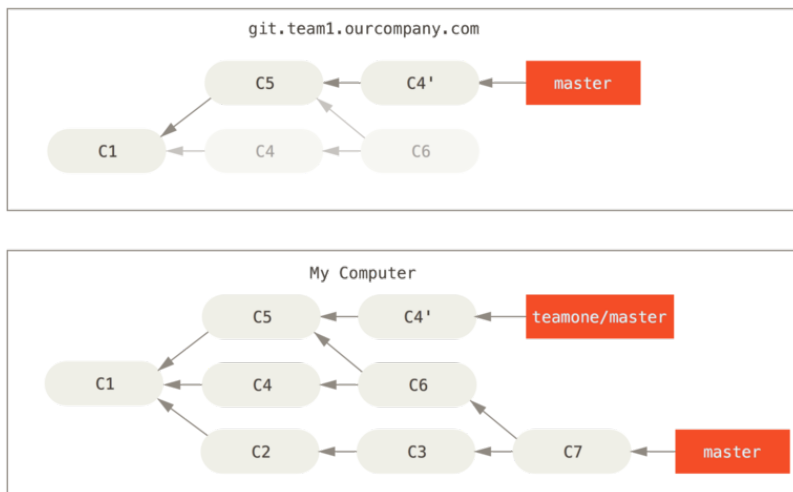 git.team1.ourcompany.com
C5 C4' master
C1 C4 C6
My Computer
C5 C4' teamone/master
C1 C4 C6
C2 C3 C7 master